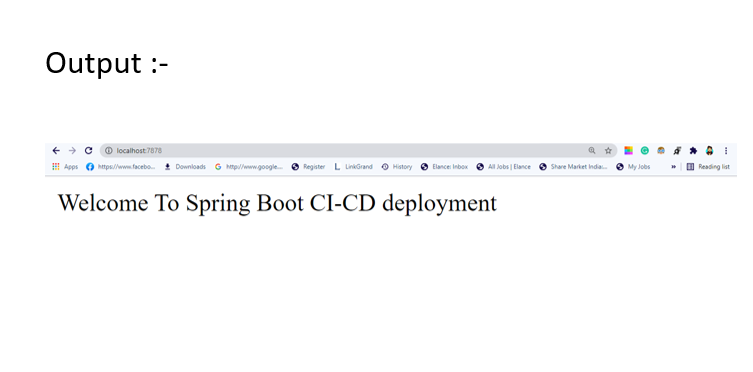 Output :-
localhost:7878
Apps https://www.facebo... Downloads http://www.google... Register LinkGrand History Elance: Inbox All Jobs | Elance Share Market India:... My Jobs » Reading list
Welcome To Spring Boot CI-CD deployment